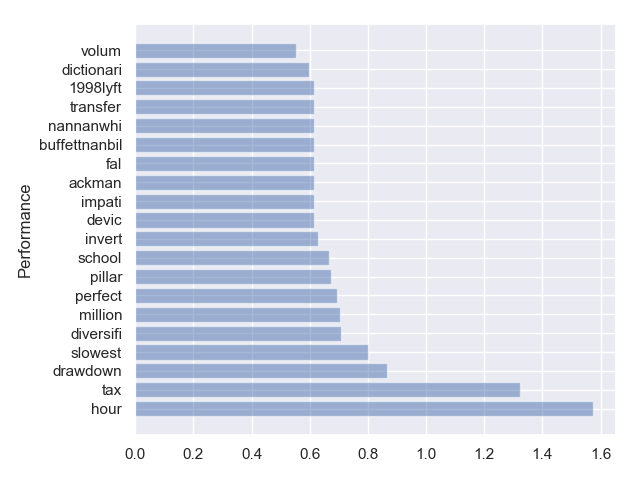 volum
dictionari
1998lyft
transfer
nannanwhi
buffettnanbil
fal
ackman
impati
devic
invert
school
pillar
perfect
million
diversifi
slowest
drawdown
tax
hour
Performance
0.0 0.2 0.4 0.6 0.8 1.0 1.2 1.4 1.6